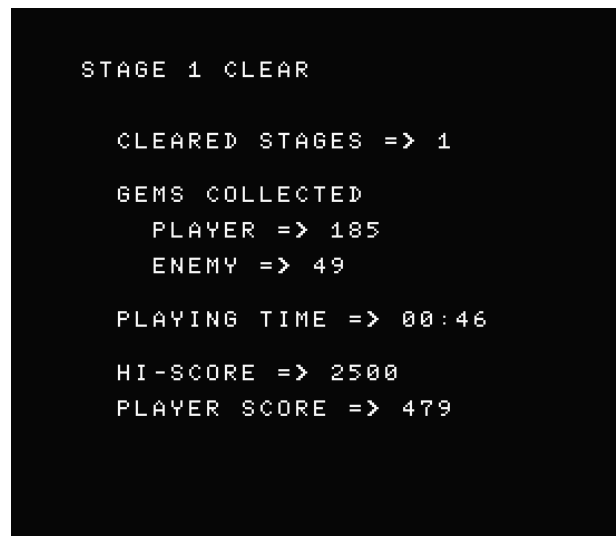 STAGE 1 CLEAR
CLEARED STAGES => 1
GEMS COLLECTED
PLAYER => 185
ENEMY => 49
PLAYING TIME => 00:46
HI-SCORE => 2500
PLAYER SCORE => 479